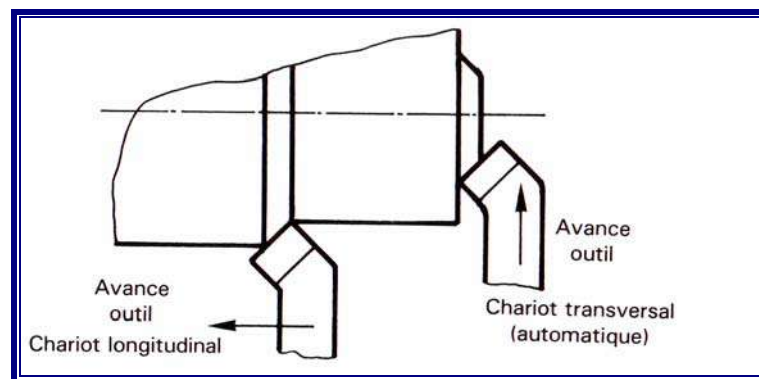 Avance
outil
Chariot longitudinal
Avance
outil
Chariot transversal
(automatique)